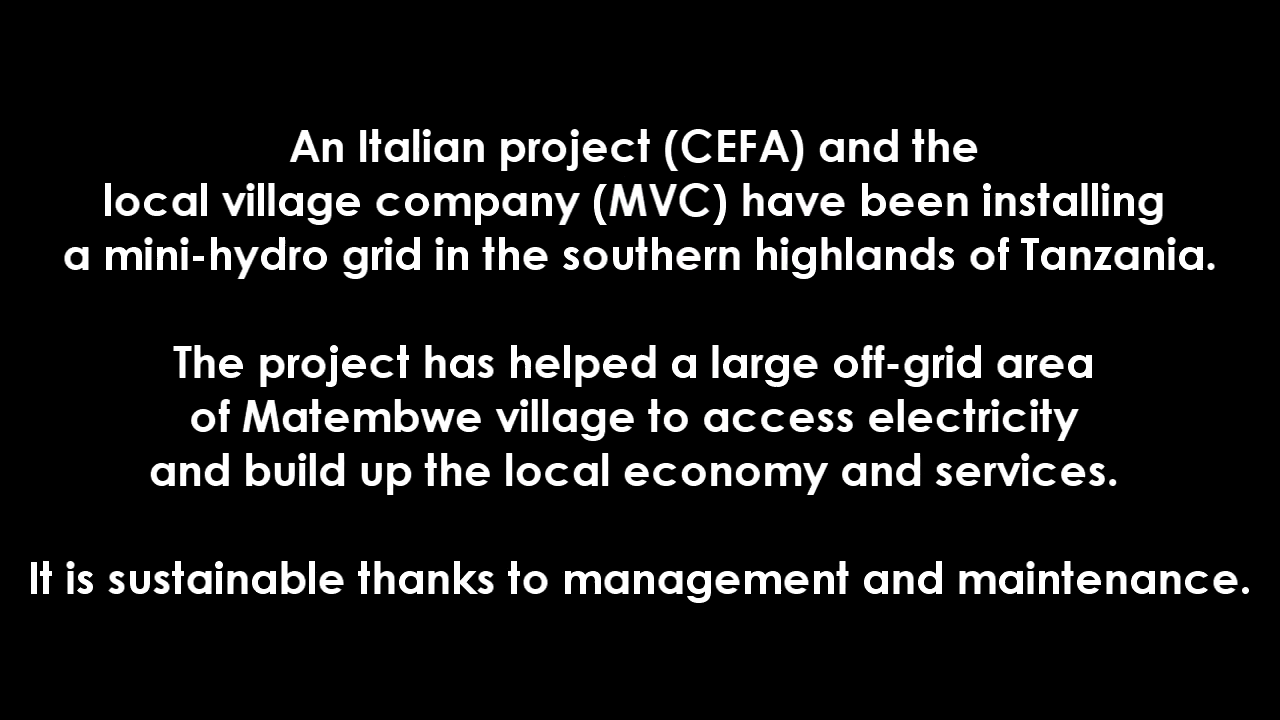 An Italian project (CEFA) and the
local village company (MVC) have been installing
a mini-hydro grid in the southern highlands of Tanzania.
The project has helped a large off-grid area
of Matembwe village to access electricity
and build up the local economy and services.
It is sustainable thanks to management and maintenance.